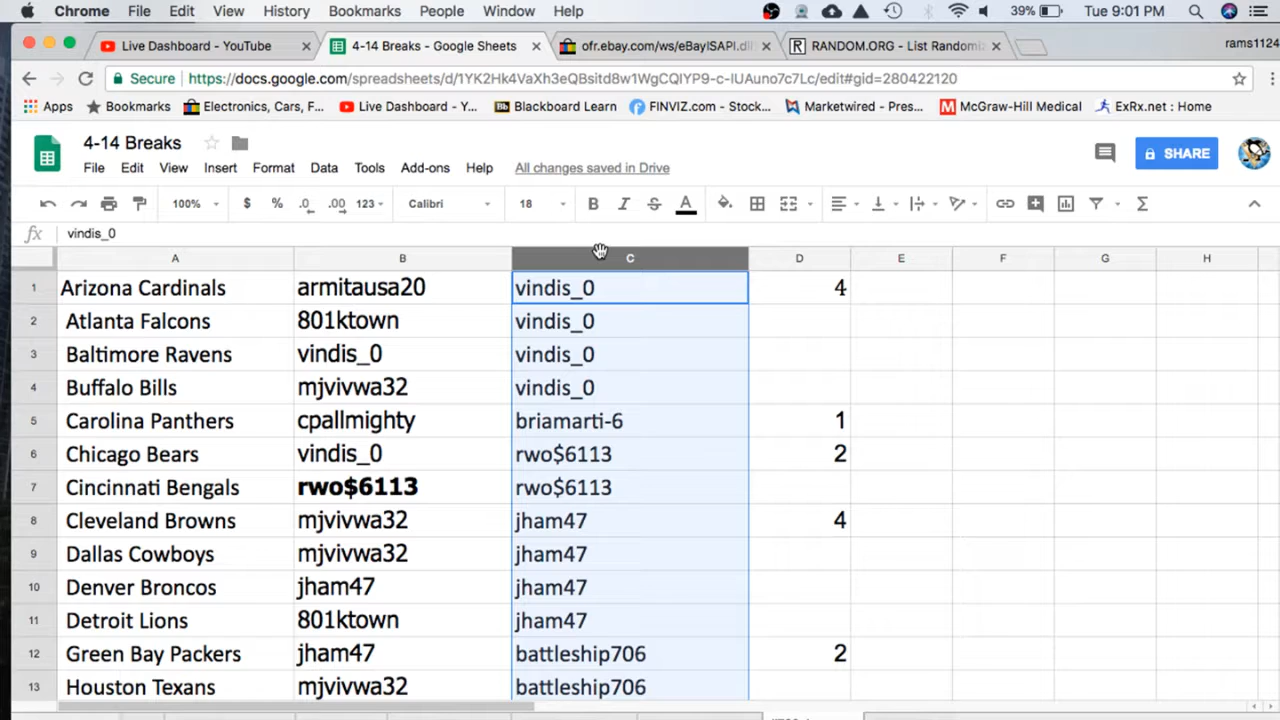 Chrome File Edit View History Bookmarks People Window Help 39% Tue 9:01 PM
Live Dashboard - YouTube 4-14 Breaks - Google Sheets ofr.ebay.com/ws/eBayISAPI.dl RANDOM.ORG - List Randomi rams1124
Secure https://docs.google.com/spreadsheets/d/1YK2Hk4VaXh3eQBsitd8w1WgCQIYP9-c-IUAuno7c7Lc/edit#gid=280422120
Apps Bookmarks Electronics, Cars, F... Live Dashboard - Y... Bb Blackboard Learn FINVIZ.com - Stock... Marketwired - Pres... M McGraw-Hill Medical ExRx.net : Home
4-14 Breaks
SHARE
File Edit View Insert Format Data Tools Add-ons Help All changes saved in Drive
100% $ % .0 .00 123 Calibri 18 B I S A Σ
fx vindis_0
A B C D E F G H
1 Arizona Cardinals armitausa20 vindis_0 4
2 Atlanta Falcons 801ktown vindis_0
3 Baltimore Ravens vindis_0 vindis_0
4 Buffalo Bills mjvivwa32 vindis_0
5 Carolina Panthers cpallmighty briamarti-6 1
6 Chicago Bears vindis_0 rwo$6113 2
7 Cincinnati Bengals rwo$6113 rwo$6113
8 Cleveland Browns mjvivwa32 jham47 4
9 Dallas Cowboys mjvivwa32 jham47
10 Denver Broncos jham47 jham47
11 Detroit Lions 801ktown jham47
12 Green Bay Packers jham47 battleship706 2
13 Houston Texans mjvivwa32 battleship706